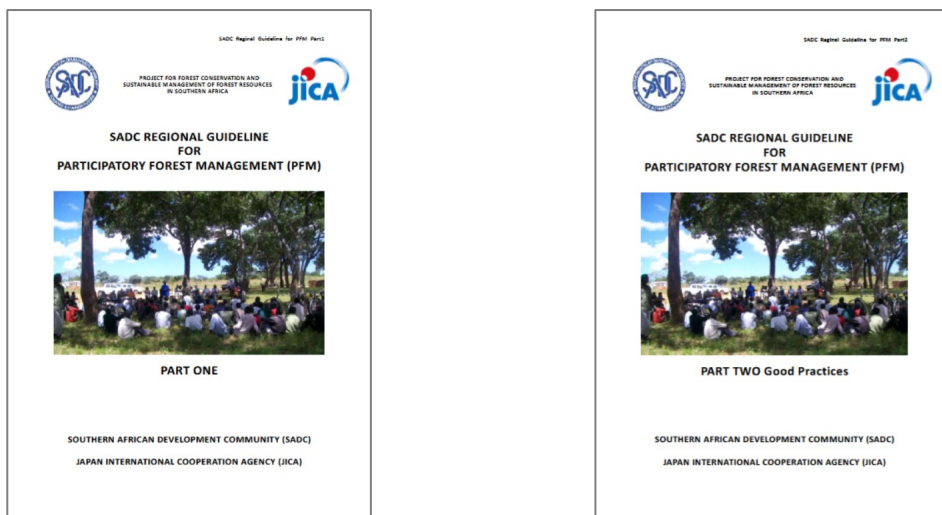 SADC Reginal Guideline for PFM Part1
SADC
PROJECT FOR FOREST CONSERVATION AND
SUSTAINABLE MANAGEMENT OF FOREST RESOURCES
IN SOUTHERN AFRICA
jICA
SADC REGIONAL GUIDELINE
FOR
PARTICIPATORY FOREST MANAGEMENT (PFM)
PART ONE
SOUTHERN AFRICAN DEVELOPMENT COMMUNITY (SADC)
JAPAN INTERNATIONAL COOPERATION AGENCY (JICA)
SADC Reginal Guideline for PFM Part2
SADC
PROJECT FOR FOREST CONSERVATION AND
SUSTAINABLE MANAGEMENT OF FOREST RESOURCES
IN SOUTHERN AFRICA
jICA
SADC REGIONAL GUIDELINE
FOR
PARTICIPATORY FOREST MANAGEMENT (PFM)
PART TWO Good Practices
SOUTHERN AFRICAN DEVELOPMENT COMMUNITY (SADC)
JAPAN INTERNATIONAL COOPERATION AGENCY (JICA)